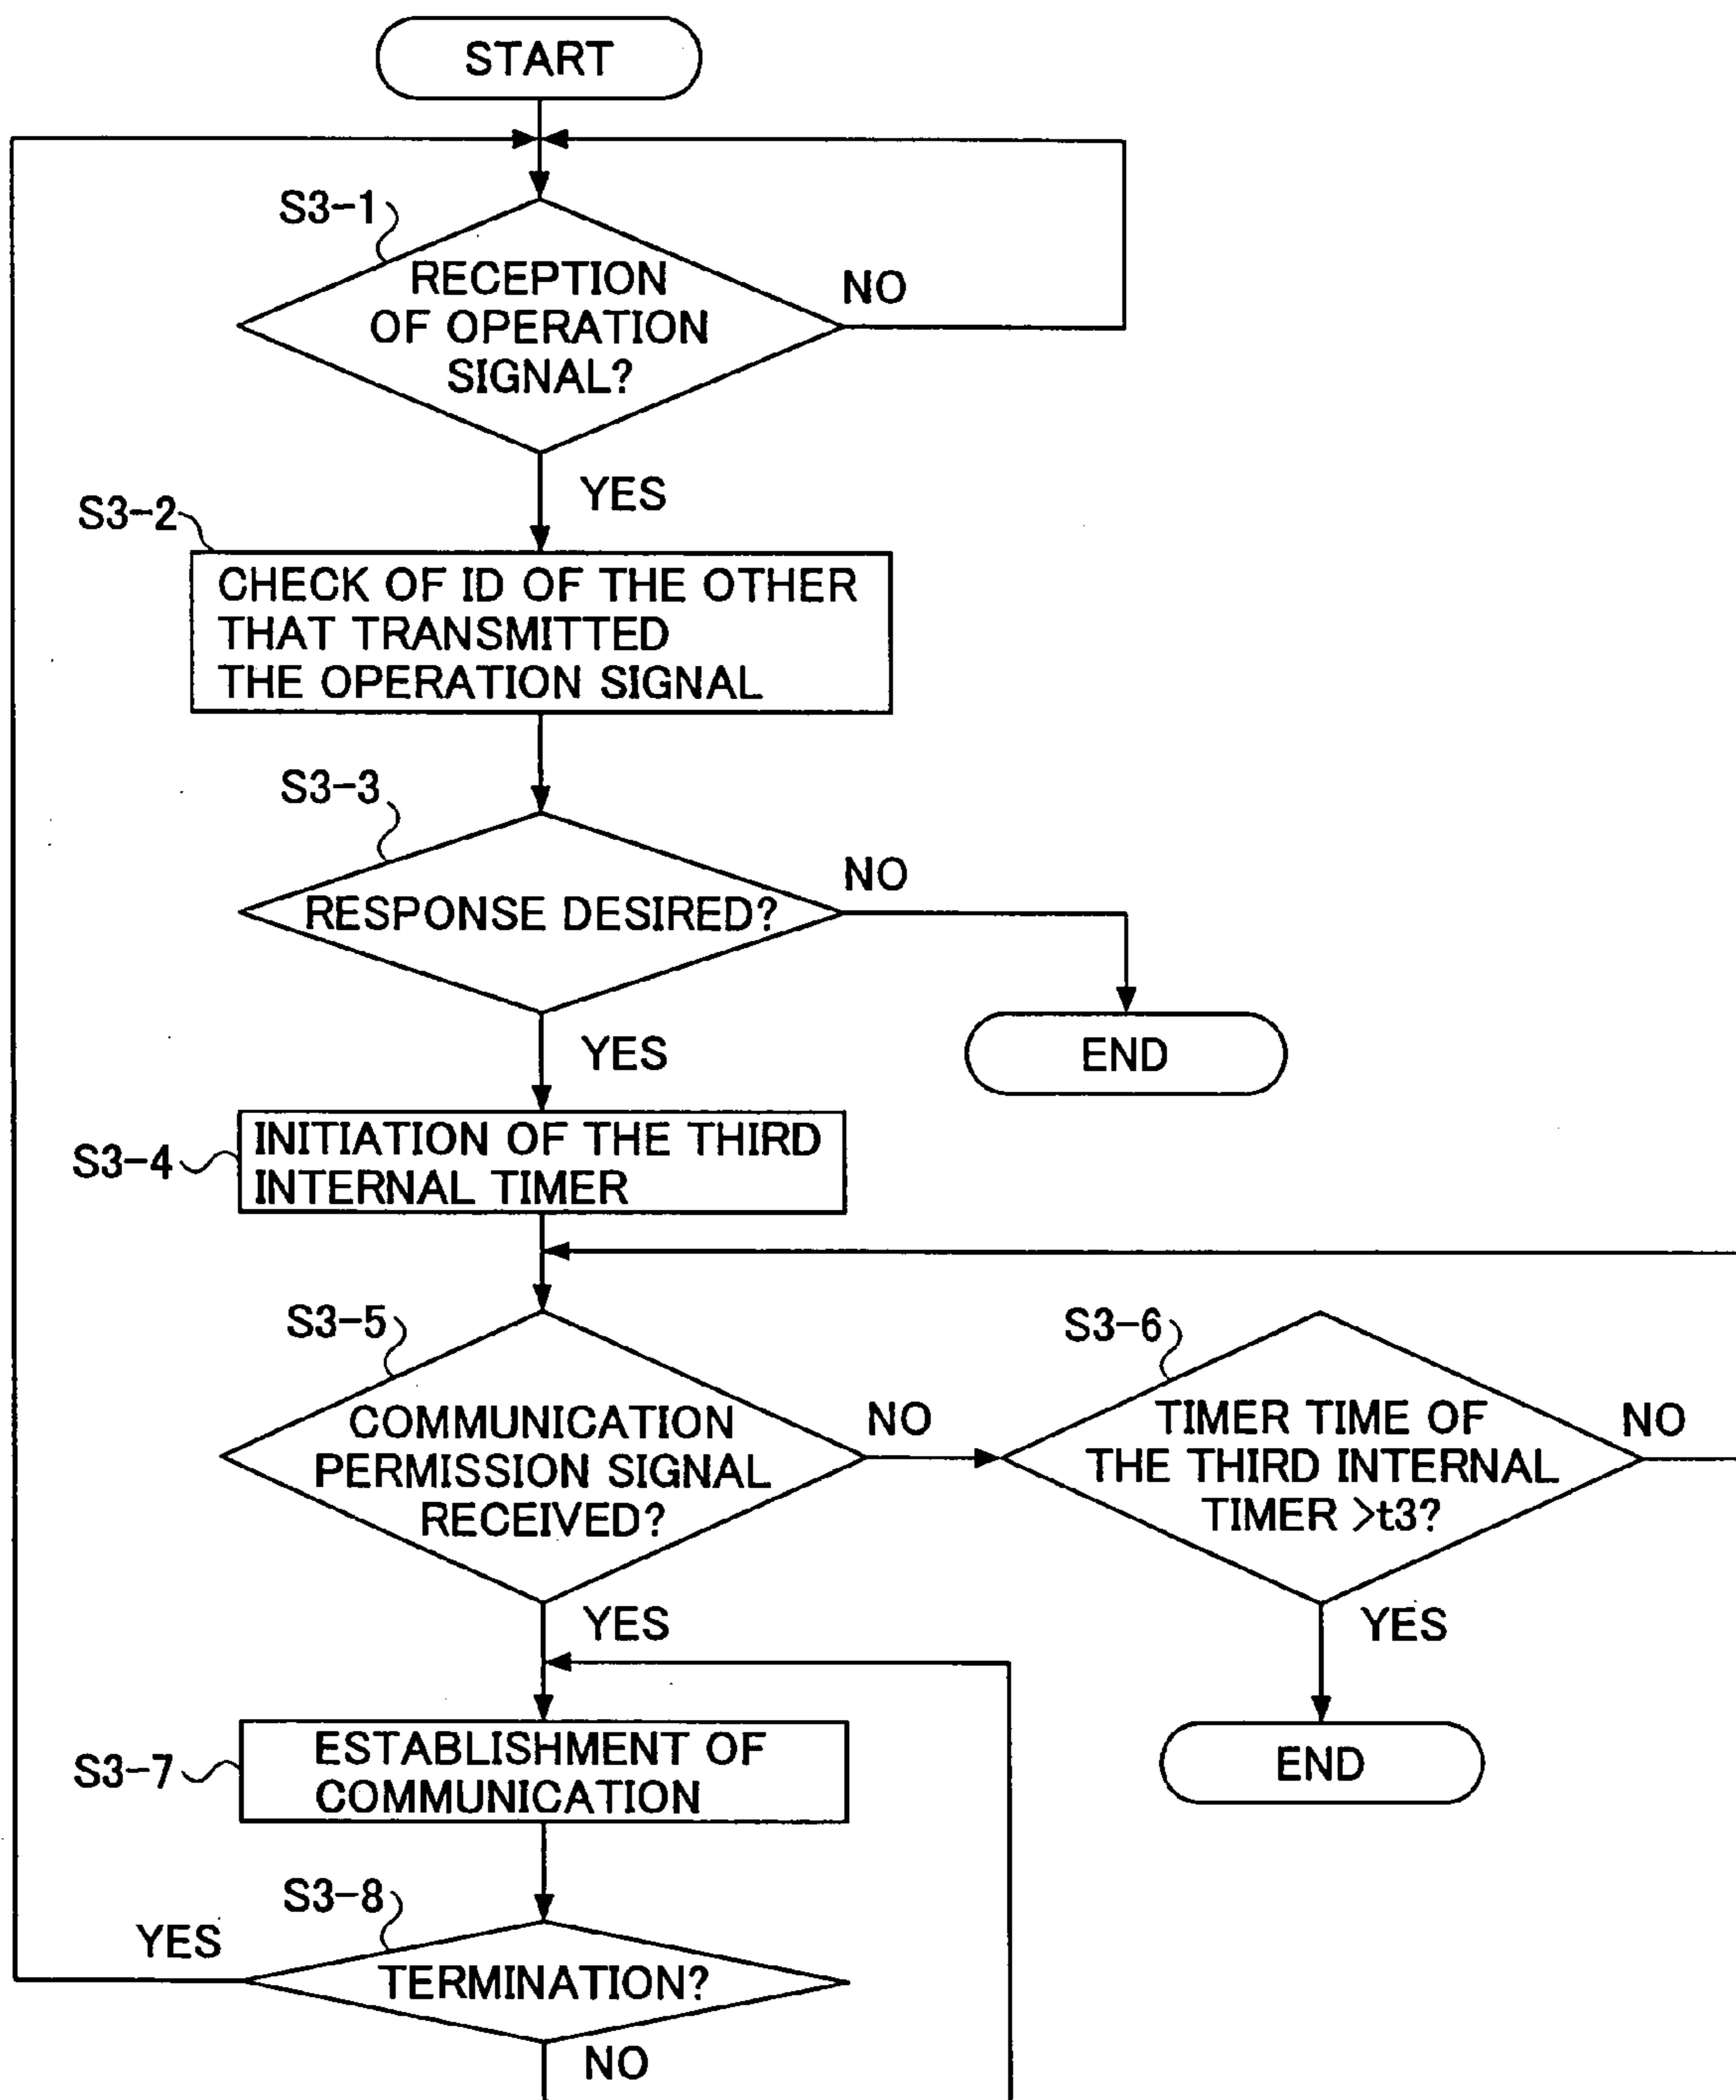 START
S3-1
RECEPTION
OF OPERATION
SIGNAL?
NO
YES
S3-2
CHECK OF ID OF THE OTHER
THAT TRANSMITTED
THE OPERATION SIGNAL
S3-3
RESPONSE DESIRED?
NO
YES
END
S3-4
INITIATION OF THE THIRD
INTERNAL TIMER
S3-5
COMMUNICATION
PERMISSION SIGNAL
RECEIVED?
NO
S3-6
TIMER TIME OF
THE THIRD INTERNAL
TIMER >t3?
NO
YES
YES
S3-7
ESTABLISHMENT OF
COMMUNICATION
END
S3-8
YES
TERMINATION?
NO